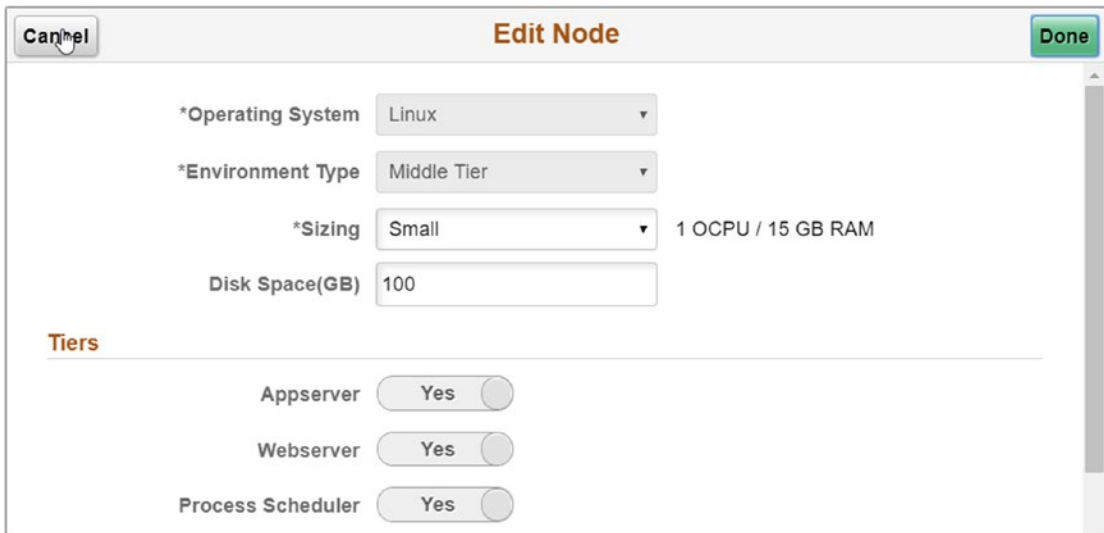 Cancel Edit Node Done
*Operating System Linux
*Environment Type Middle Tier
*Sizing Small 1 OCPU / 15 GB RAM
Disk Space(GB) 100
Tiers
Appserver Yes
Webserver Yes
Process Scheduler Yes